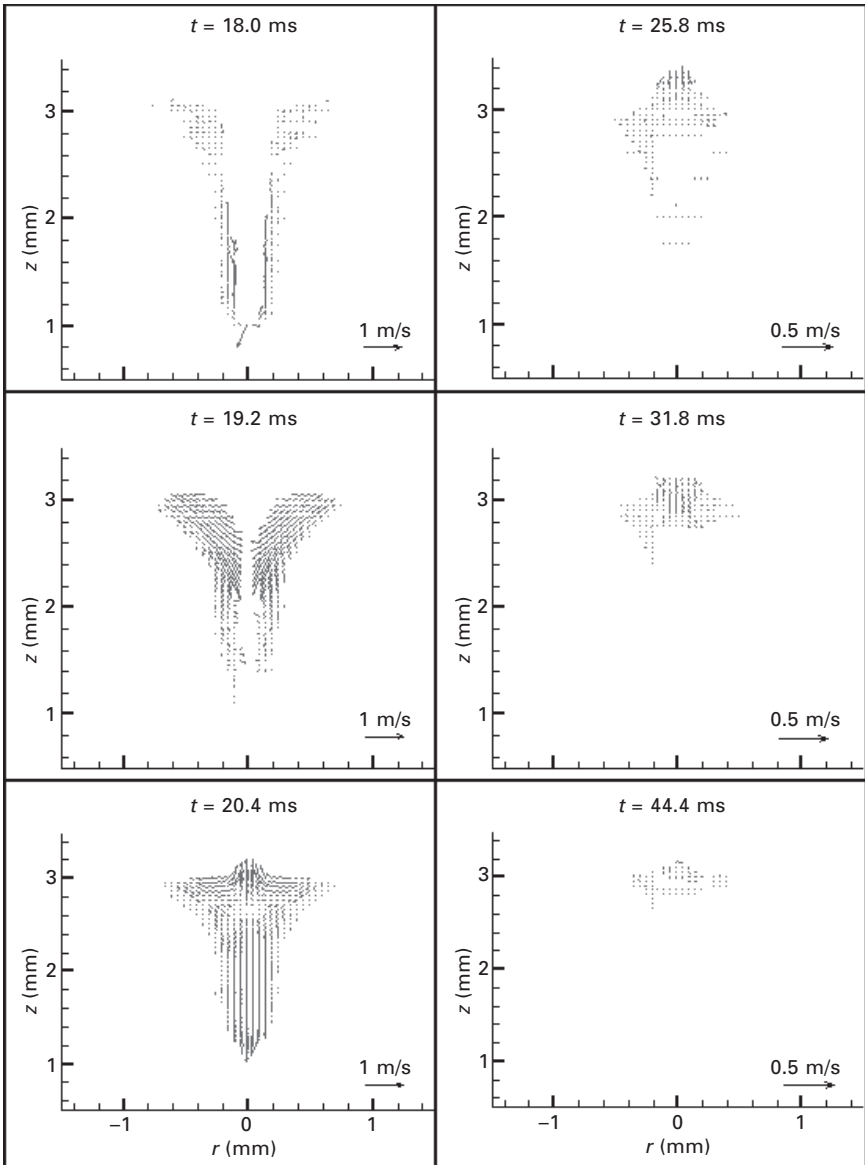 t = 18.0 ms
3
2
1
z (mm)
1 m/s
t = 25.8 ms
3
2
1
z (mm)
0.5 m/s
t = 19.2 ms
3
2
1
z (mm)
1 m/s
t = 31.8 ms
3
2
1
z (mm)
0.5 m/s
t = 20.4 ms
3
2
1
z (mm)
1 m/s
–1 0 1
r (mm)
t = 44.4 ms
3
2
1
z (mm)
0.5 m/s
–1 0 1
r (mm)